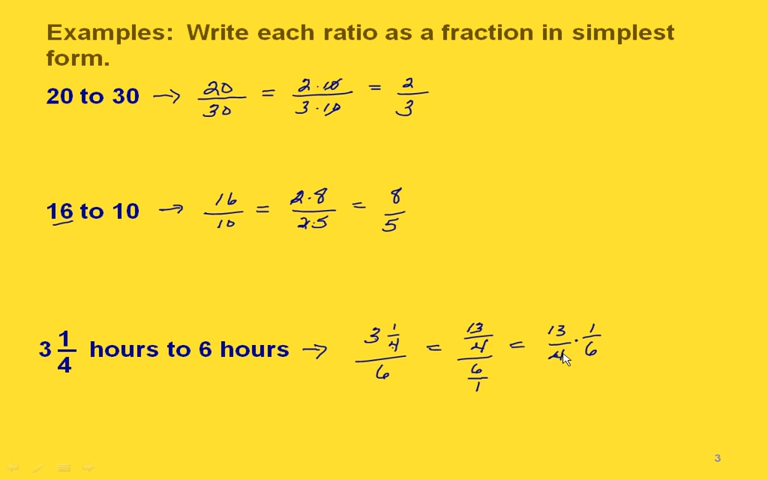 Examples: Write each ratio as a fraction in simplest
form.
20 to 30 → 20/30 = 2·10/3·10 = 2/3
16 to 10 → 16/10 = 2·8/2·5 = 8/5
3 1/4 hours to 6 hours → 3 1/4 / 6 = 13/4 / 6/1 = 13/4 · 1/6
3